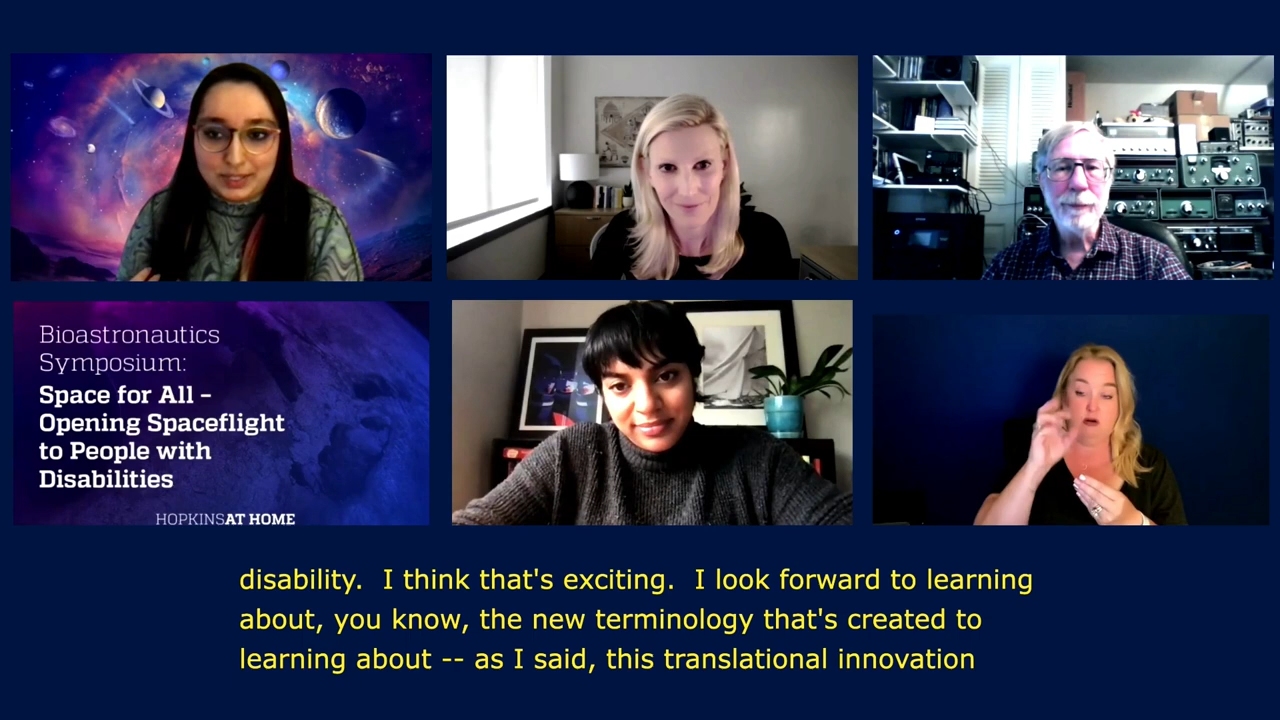 Bioastronautics
Symposium:
Space for All –
Opening Spaceflight
to People with
Disabilities
HOPKINSAT HOME
disability.  I think that's exciting.  I look forward to learning
about, you know, the new terminology that's created to
learning about -- as I said, this translational innovation